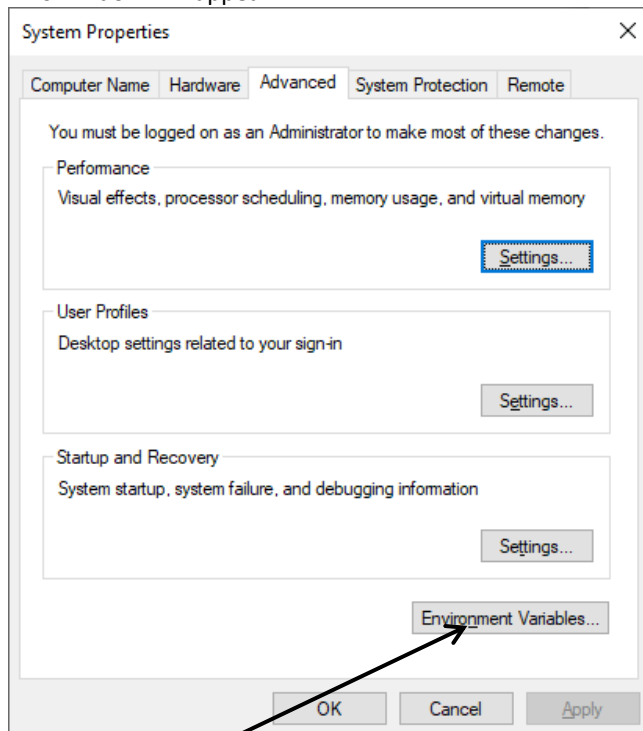 System Properties
Computer Name Hardware Advanced System Protection Remote
You must be logged on as an Administrator to make most of these changes.
Performance
Visual effects, processor scheduling, memory usage, and virtual memory
Settings...
User Profiles
Desktop settings related to your sign-in
Settings...
Startup and Recovery
System startup, system failure, and debugging information
Settings...
Environment Variables...
OK Cancel Apply